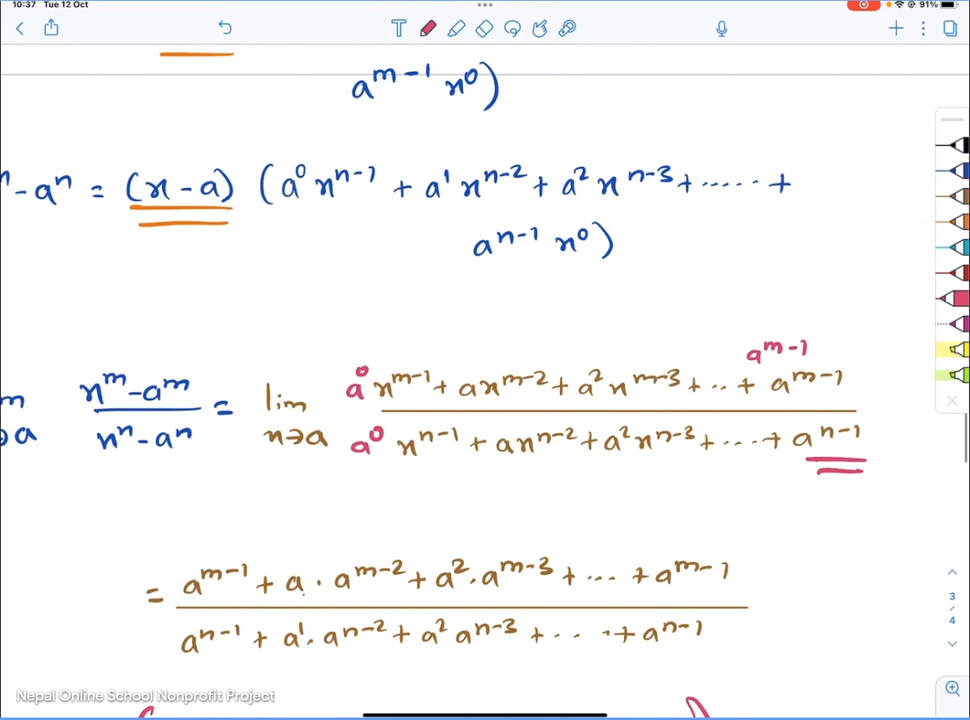 10:37 Tue 12 Oct 91%
T
a^{m-1} x^0)
^n - a^n = (x - a) (a^0 x^{n-1} + a^1 x^{n-2} + a^2 x^{n-3} + ..... +
a^{n-1} x^0)
a^{m-1}
m x^m - a^m = lim a^0 x^{m-1} + ax^{m-2} + a^2 x^{m-3} + .. + a^{m-1}
→a x^n - a^n x→a a^0 x^{n-1} + ax^{n-2} + a^2 x^{n-3} + .... + a^{n-1}
= a^{m-1} + a . a^{m-2} + a^2 . a^{m-3} + ... + a^{m-1}
a^{n-1} + a^1 . a^{n-2} + a^2 a^{n-3} + .... + a^{n-1}
3
/
4
Nepal Online School Nonprofit Project